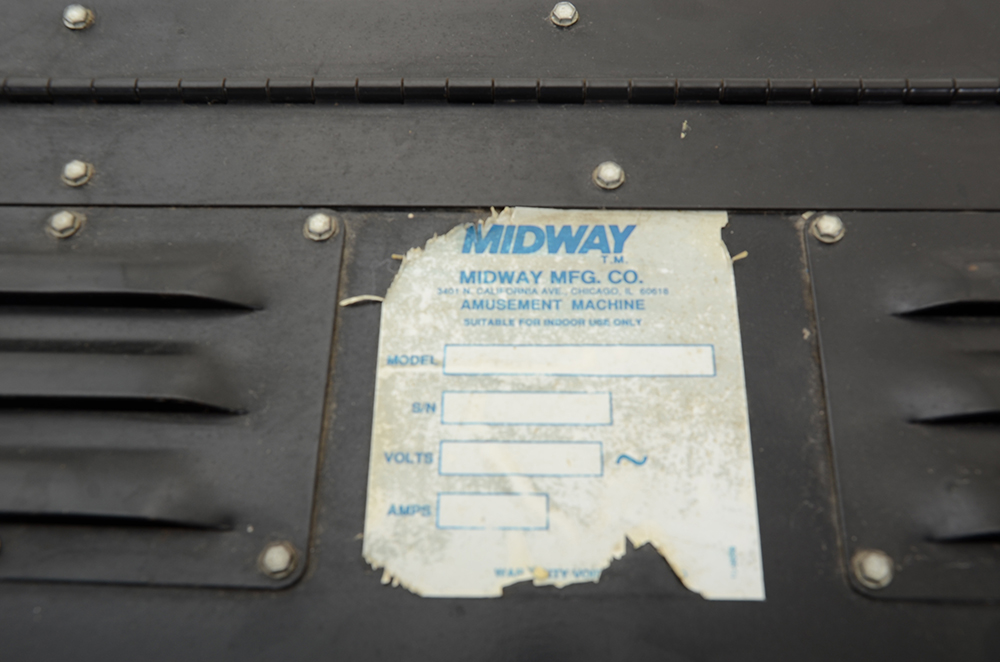 MIDWAY
T.M.
MIDWAY MFG. CO.
3401 N. CALIFORNIA AVE., CHICAGO, IL 60618
AMUSEMENT MACHINE
SUITABLE FOR INDOOR USE ONLY
MODEL
S/N
VOLTS ~
AMPS